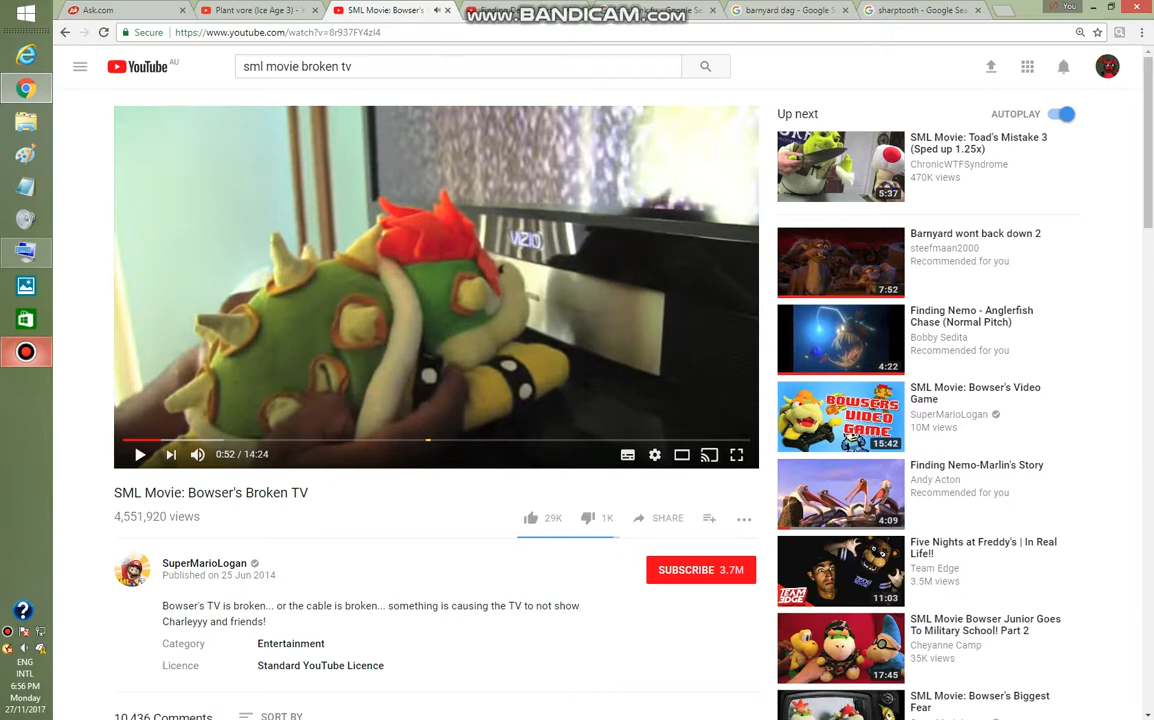 Ask.com
Plant vore (Ice Age 3) - Y
SML Movie: Bowser's
www.BANDICAM.com
barnyard dag - Google S
sharptooth - Google Sea
You
Secure
https://www.youtube.com/watch?v=8r937FY4zI4
YouTube AU
sml movie broken tv
VIZIO
0:52 / 14:24
SML Movie: Bowser's Broken TV
4,551,920 views
29K
1K
SHARE
SuperMarioLogan
Published on 25 Jun 2014
SUBSCRIBE 3.7M
Bowser's TV is broken... or the cable is broken... something is causing the TV to not show
Charleyyy and friends!
Category
Entertainment
Licence
Standard YouTube Licence
10,436 Comments
SORT BY
Up next
AUTOPLAY
SML Movie: Toad's Mistake 3
(Sped up 1.25x)
ChronicWTFSyndrome
470K views
5:37
Barnyard wont back down 2
steefmaan2000
Recommended for you
7:52
Finding Nemo - Anglerfish
Chase (Normal Pitch)
Bobby Sedita
Recommended for you
4:22
SML Movie: Bowser's Video
Game
SuperMarioLogan
10M views
BOWSERS
VIDEO
GAME
15:42
Finding Nemo-Marlin's Story
Andy Acton
Recommended for you
4:09
Five Nights at Freddy's | In Real
Life!!
Team Edge
3.5M views
TEAM
EDGE
11:03
SML Movie Bowser Junior Goes
To Military School! Part 2
Cheyanne Camp
35K views
17:45
SML Movie: Bowser's Biggest
Fear
ENG
INTL
6:56 PM
Monday
27/11/2017